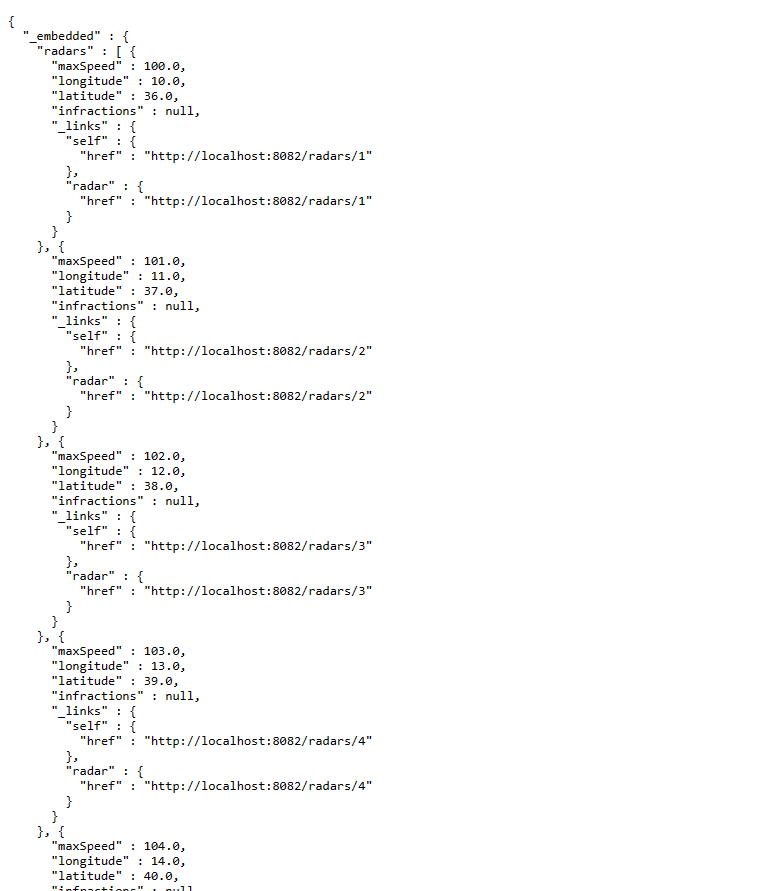 {
  "_embedded" : {
    "radars" : [ {
      "maxSpeed" : 100.0,
      "longitude" : 10.0,
      "latitude" : 36.0,
      "infractions" : null,
      "_links" : {
        "self" : {
          "href" : "http://localhost:8082/radars/1"
        },
        "radar" : {
          "href" : "http://localhost:8082/radars/1"
        }
      }
    }, {
      "maxSpeed" : 101.0,
      "longitude" : 11.0,
      "latitude" : 37.0,
      "infractions" : null,
      "_links" : {
        "self" : {
          "href" : "http://localhost:8082/radars/2"
        },
        "radar" : {
          "href" : "http://localhost:8082/radars/2"
        }
      }
    }, {
      "maxSpeed" : 102.0,
      "longitude" : 12.0,
      "latitude" : 38.0,
      "infractions" : null,
      "_links" : {
        "self" : {
          "href" : "http://localhost:8082/radars/3"
        },
        "radar" : {
          "href" : "http://localhost:8082/radars/3"
        }
      }
    }, {
      "maxSpeed" : 103.0,
      "longitude" : 13.0,
      "latitude" : 39.0,
      "infractions" : null,
      "_links" : {
        "self" : {
          "href" : "http://localhost:8082/radars/4"
        },
        "radar" : {
          "href" : "http://localhost:8082/radars/4"
        }
      }
    }, {
      "maxSpeed" : 104.0,
      "longitude" : 14.0,
      "latitude" : 40.0,
      "infractions" : null